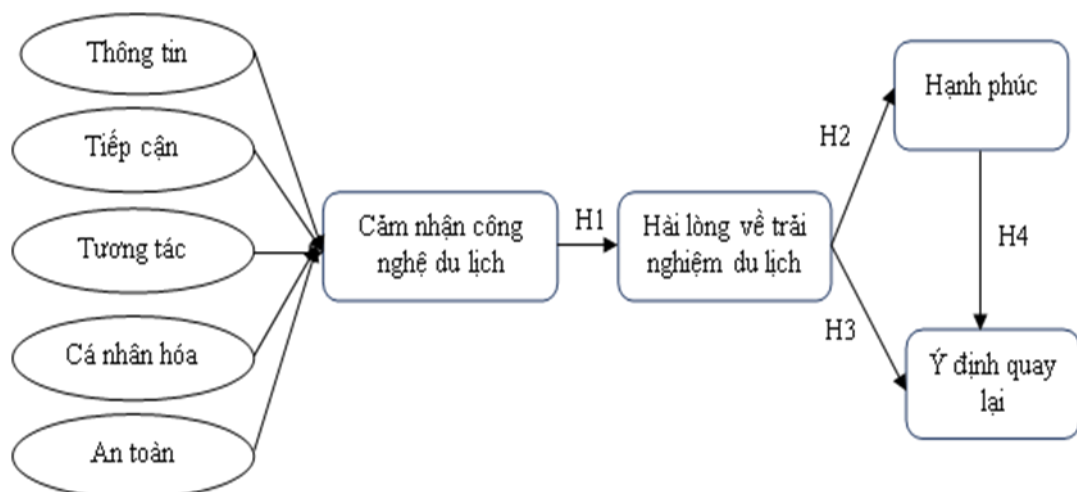 Thông tin
Tiếp cận
Tương tác
Cá nhân hóa
An toàn
Cảm nhận công
nghệ du lịch
H1
Hài lòng về trải
nghiệm du lịch
H2
H3
Hạnh phúc
H4
Ý định quay
lại